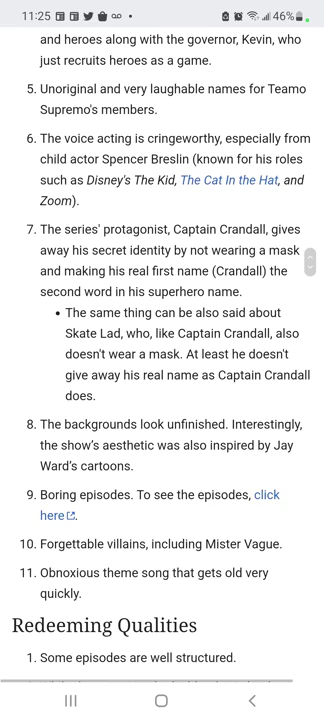 11:25
46%
and heroes along with the governor, Kevin, who
just recruits heroes as a game.
5. Unoriginal and very laughable names for Teamo
Supremo's members.
6. The voice acting is cringeworthy, especially from
child actor Spencer Breslin (known for his roles
such as Disney's The Kid, The Cat In the Hat, and
Zoom).
7. The series' protagonist, Captain Crandall, gives
away his secret identity by not wearing a mask
and making his real first name (Crandall) the
second word in his superhero name.
• The same thing can be also said about
Skate Lad, who, like Captain Crandall, also
doesn't wear a mask. At least he doesn't
give away his real name as Captain Crandall
does.
8. The backgrounds look unfinished. Interestingly,
the show’s aesthetic was also inspired by Jay
Ward’s cartoons.
9. Boring episodes. To see the episodes, click
here.
10. Forgettable villains, including Mister Vague.
11. Obnoxious theme song that gets old very
quickly.
Redeeming Qualities
1. Some episodes are well structured.